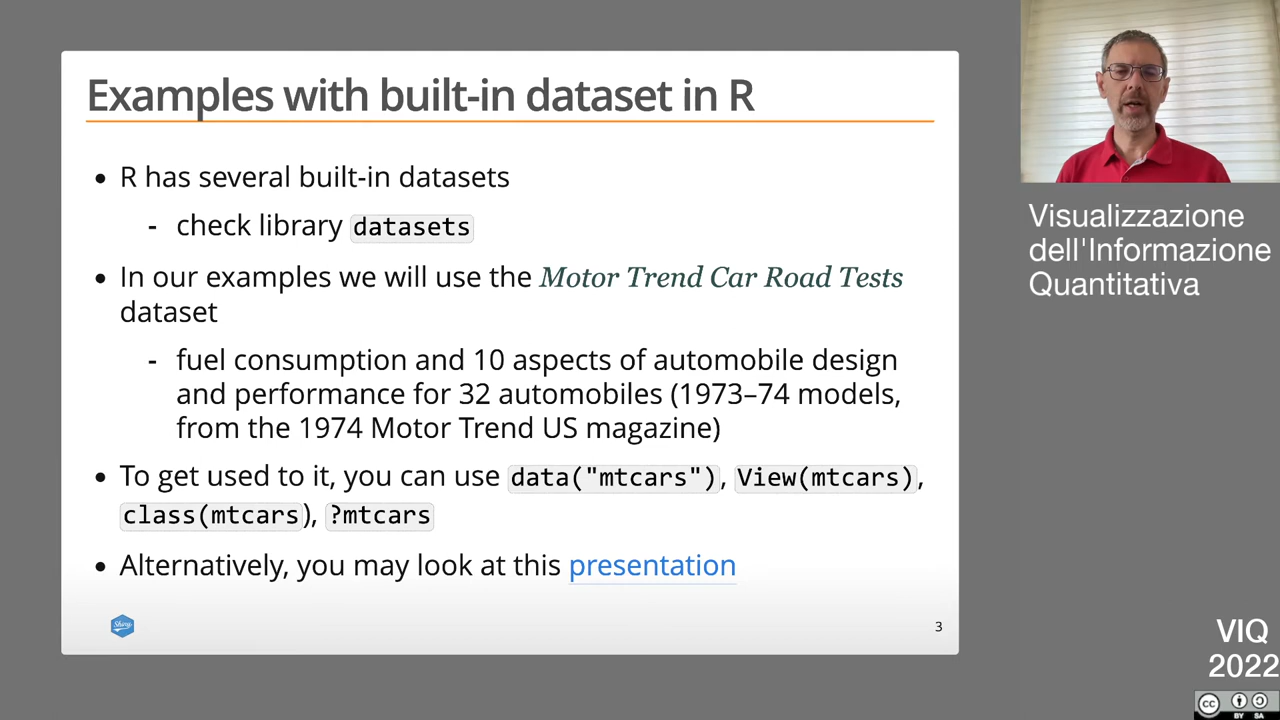 Examples with built-in dataset in R
• R has several built-in datasets
- check library datasets
• In our examples we will use the Motor Trend Car Road Tests
dataset
- fuel consumption and 10 aspects of automobile design
and performance for 32 automobiles (1973–74 models,
from the 1974 Motor Trend US magazine)
• To get used to it, you can use data("mtcars"), View(mtcars),
class(mtcars), ?mtcars
• Alternatively, you may look at this presentation
Shiny
3
Visualizzazione
dell'Informazione
Quantitativa
VIQ
2022
cc
BY SA